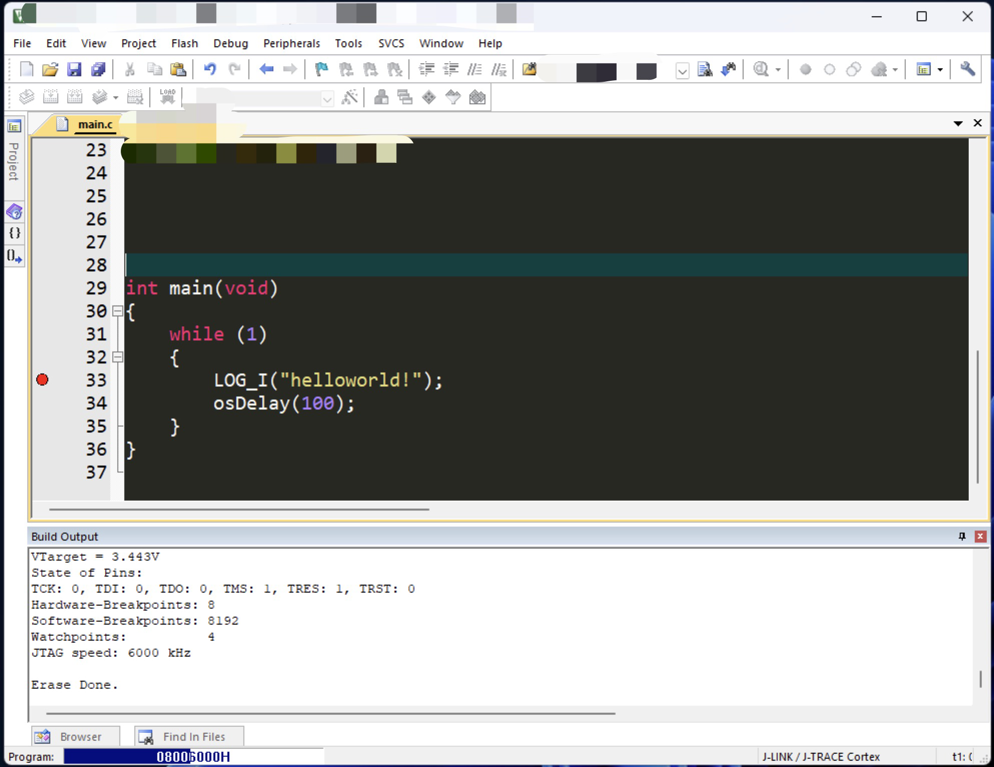 File Edit View Project Flash Debug Peripherals Tools SVCS Window Help
LOAD
main.c
Project
23
24
25
26
27
28
29 int main(void)
30 {
31 while (1)
32 {
33 LOG_I("helloworld!");
34 osDelay(100);
35 }
36 }
37
Build Output
VTarget = 3.443V
State of Pins:
TCK: 0, TDI: 0, TDO: 0, TMS: 1, TRES: 1, TRST: 0
Hardware-Breakpoints: 8
Software-Breakpoints: 8192
Watchpoints: 4
JTAG speed: 6000 kHz
Erase Done.
Browser Find In Files
Program: 08006000H J-LINK / J-TRACE Cortex t1: (